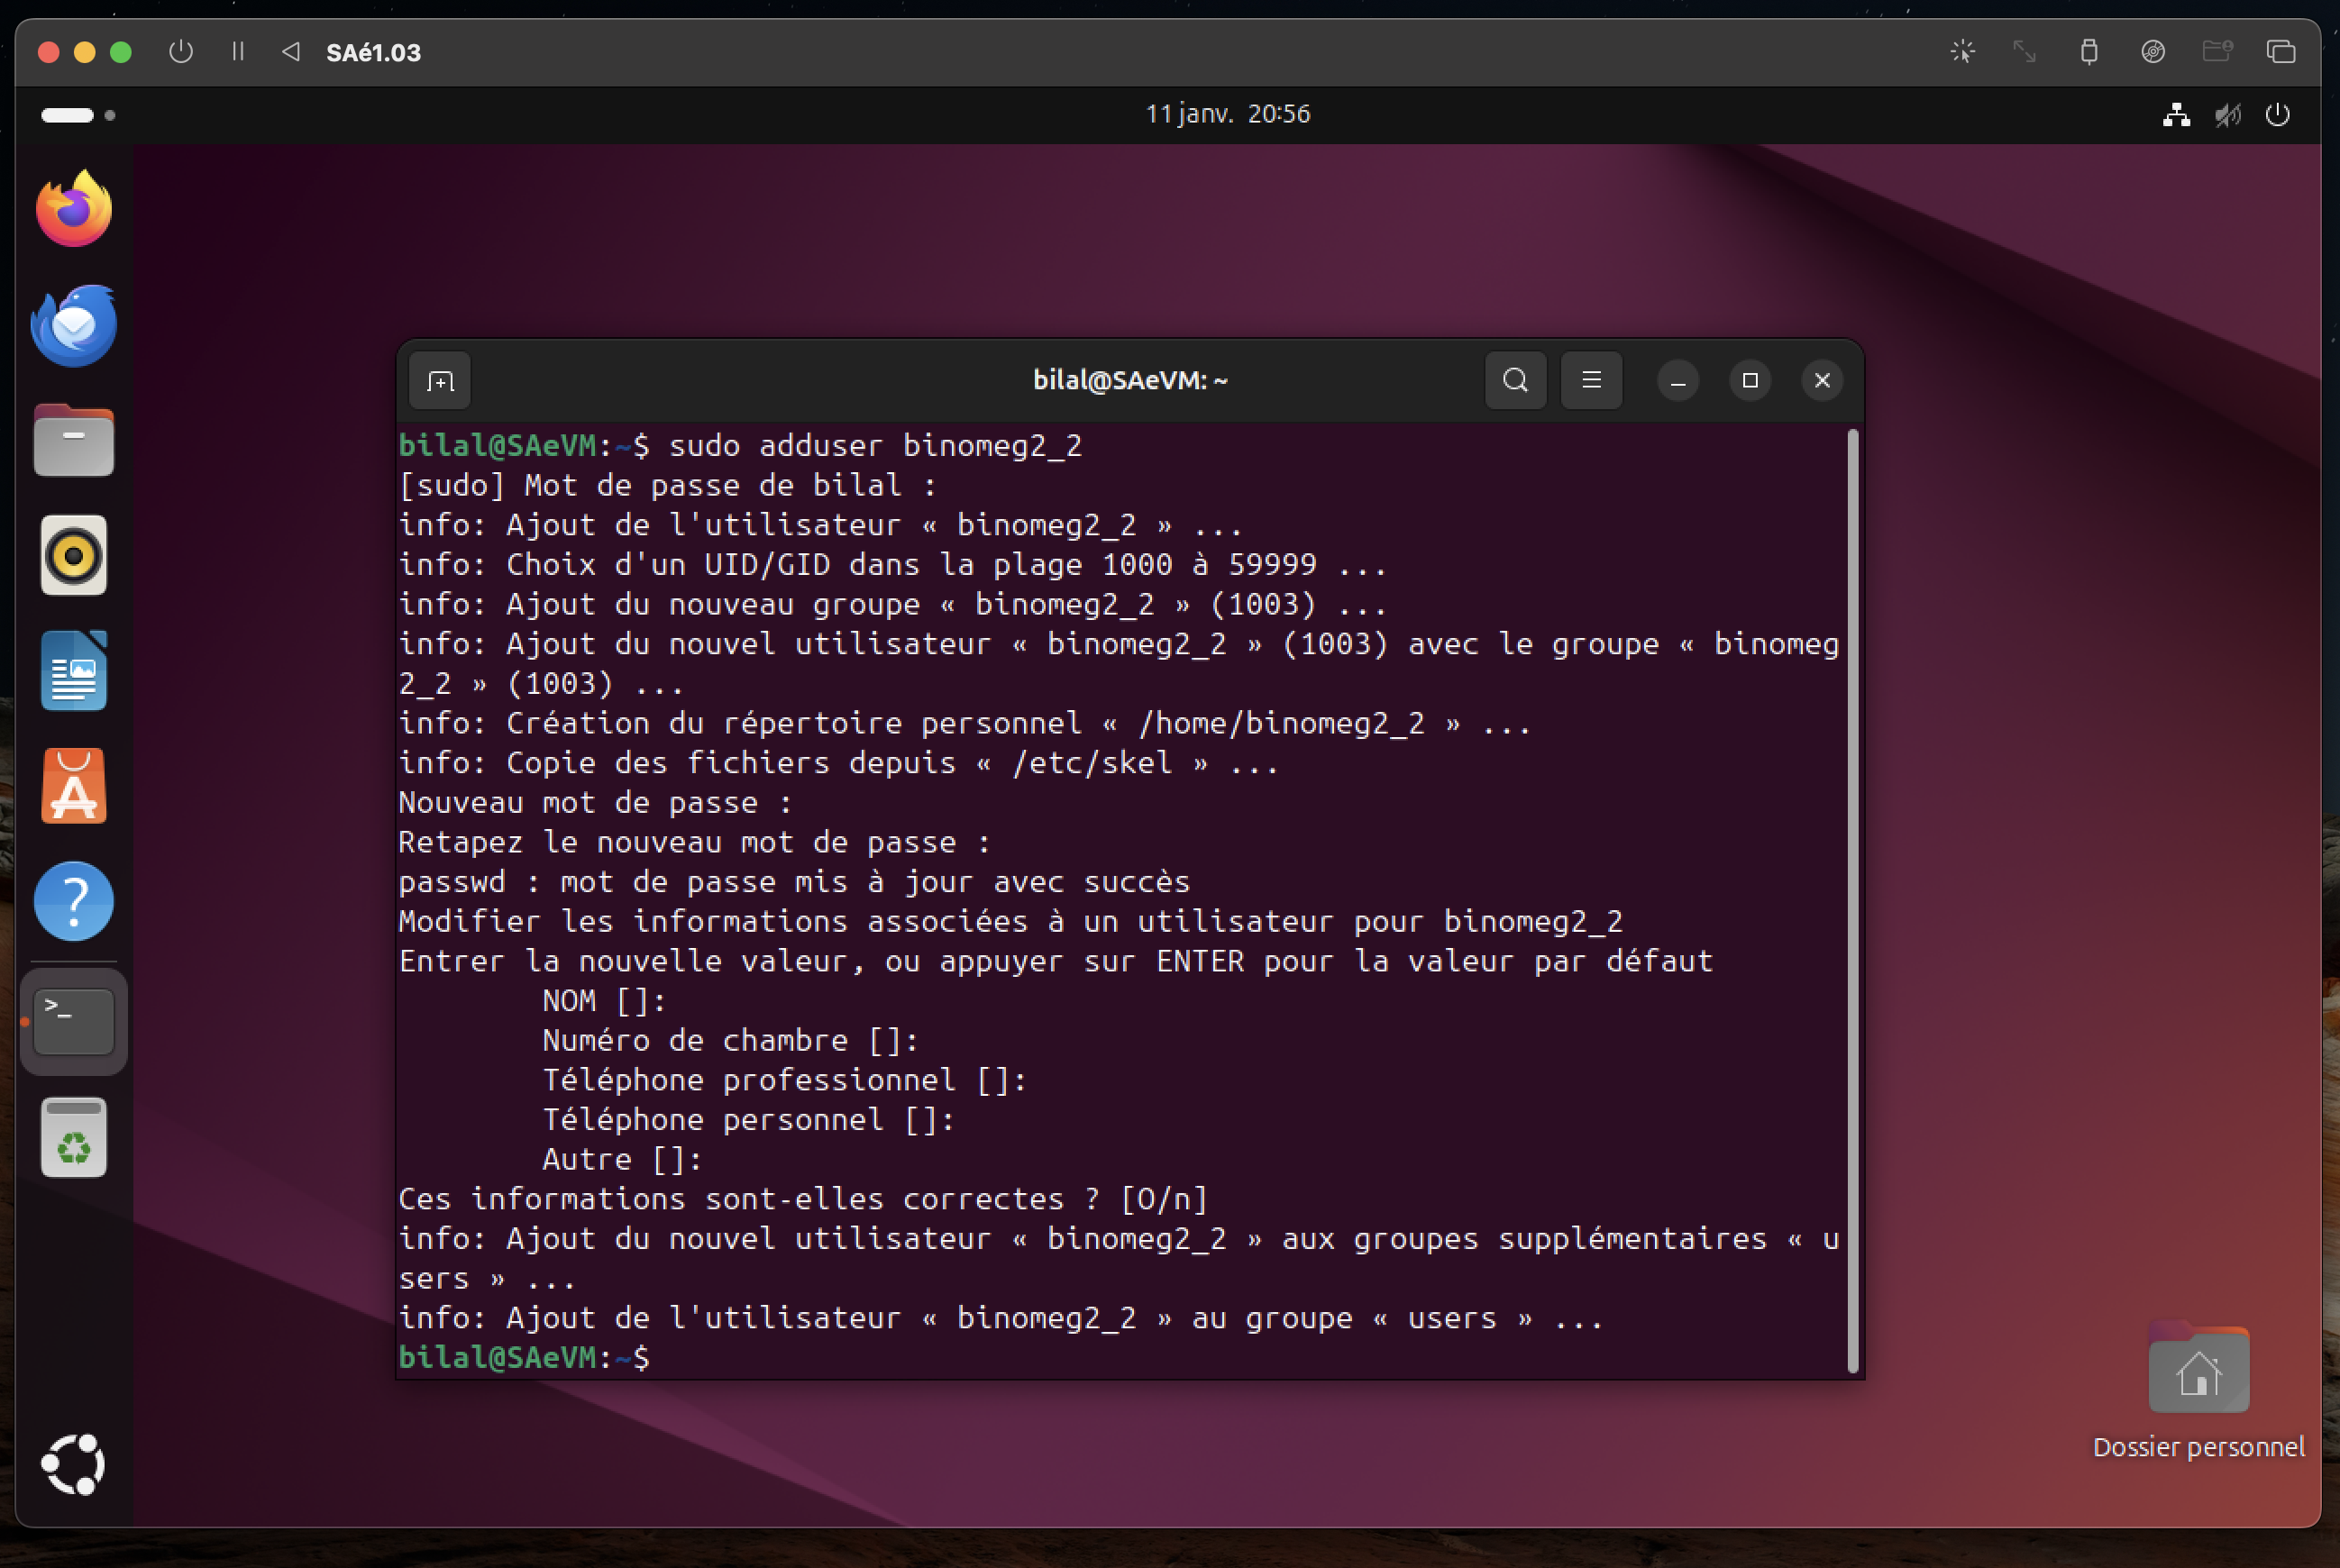 SAé1.03
11 janv. 20:56
bilal@SAeVM: ~
bilal@SAeVM:~$ sudo adduser binomeg2_2
[sudo] Mot de passe de bilal :
info: Ajout de l'utilisateur « binomeg2_2 » ...
info: Choix d'un UID/GID dans la plage 1000 à 59999 ...
info: Ajout du nouveau groupe « binomeg2_2 » (1003) ...
info: Ajout du nouvel utilisateur « binomeg2_2 » (1003) avec le groupe « binomeg
2_2 » (1003) ...
info: Création du répertoire personnel « /home/binomeg2_2 » ...
info: Copie des fichiers depuis « /etc/skel » ...
Nouveau mot de passe :
Retapez le nouveau mot de passe :
passwd : mot de passe mis à jour avec succès
Modifier les informations associées à un utilisateur pour binomeg2_2
Entrer la nouvelle valeur, ou appuyer sur ENTER pour la valeur par défaut
NOM []:
Numéro de chambre []:
Téléphone professionnel []:
Téléphone personnel []:
Autre []:
Ces informations sont-elles correctes ? [O/n]
info: Ajout du nouvel utilisateur « binomeg2_2 » aux groupes supplémentaires « u
sers » ...
info: Ajout de l'utilisateur « binomeg2_2 » au groupe « users » ...
bilal@SAeVM:~$
Dossier personnel